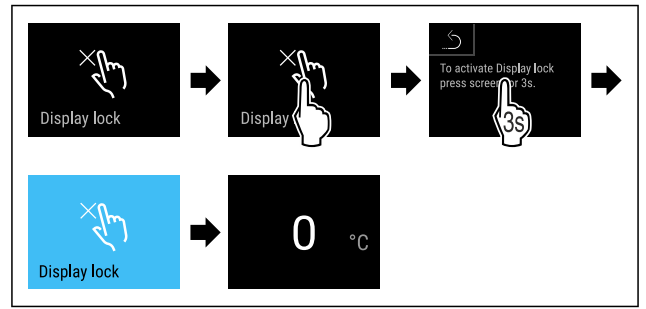 Display lock
Display
To activate Display lock
press screen for 3s.
3s
Display lock
0 °C